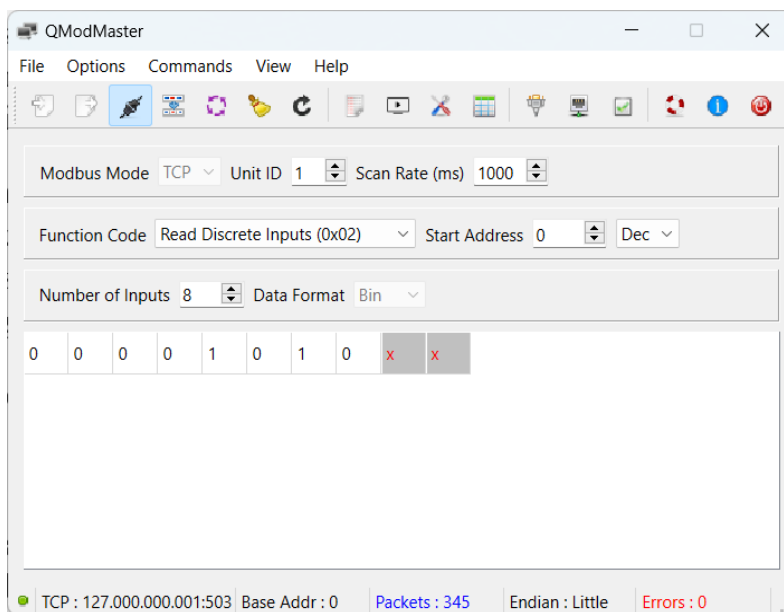 QModMaster
File Options Commands View Help
Modbus Mode TCP Unit ID 1 Scan Rate (ms) 1000
Function Code Read Discrete Inputs (0x02) Start Address 0 Dec
Number of Inputs 8 Data Format Bin
0 0 0 0 1 0 1 0 x x
TCP : 127.000.000.001:503 Base Addr : 0 Packets : 345 Endian : Little Errors : 0